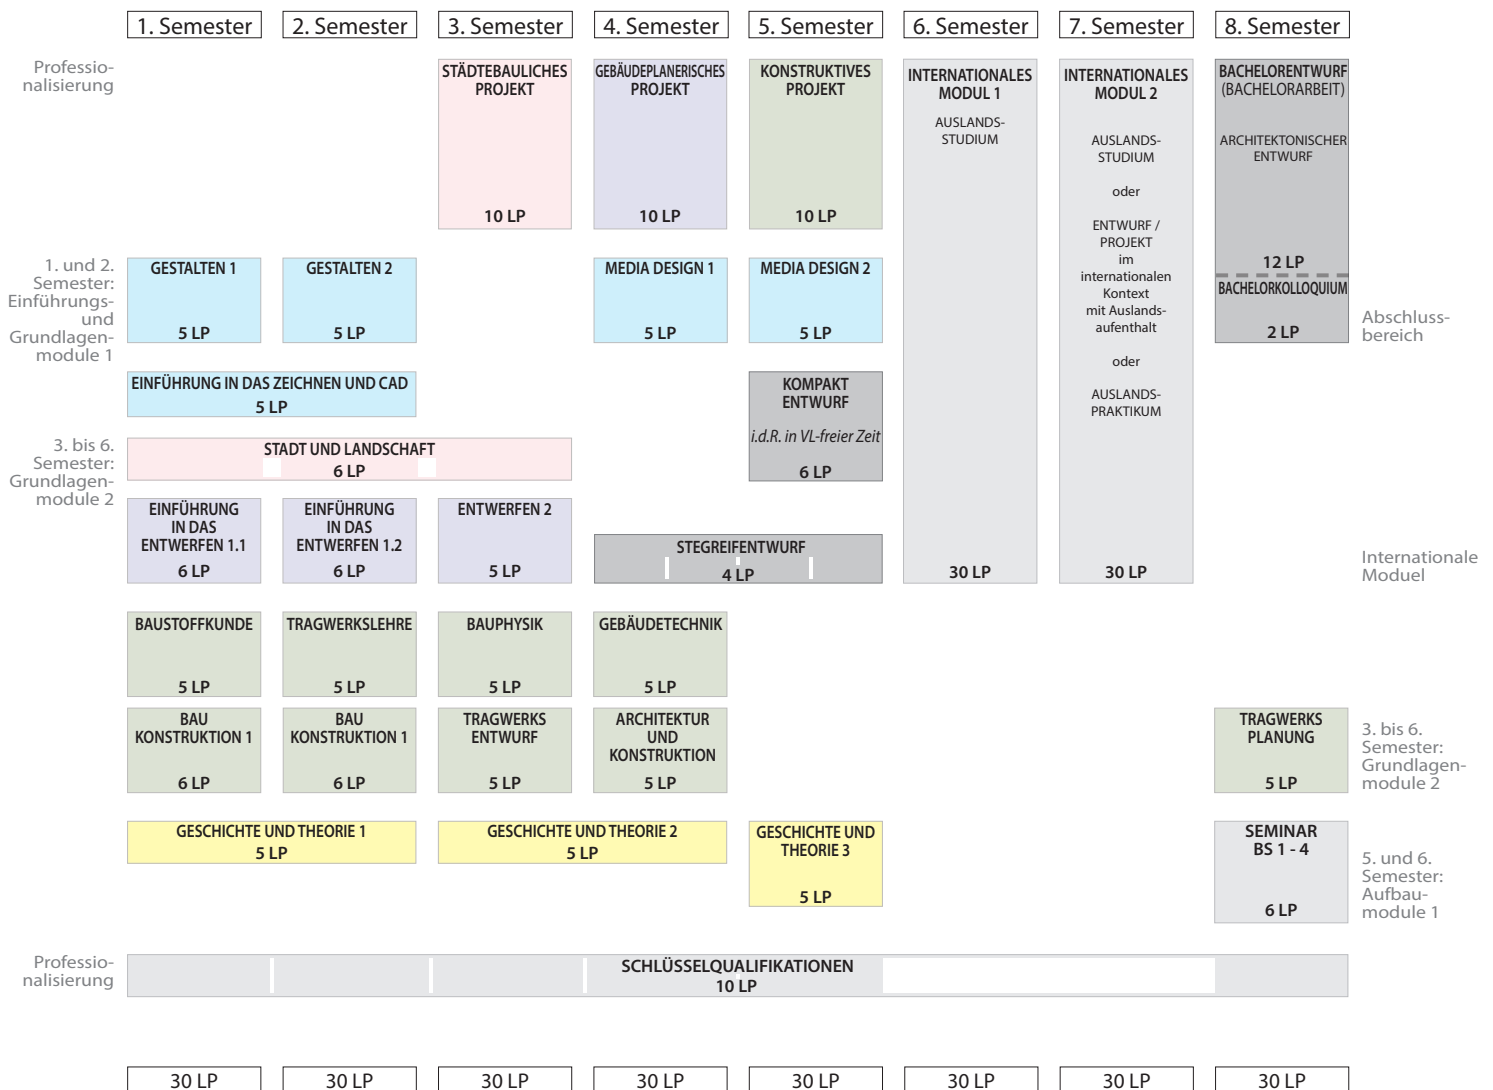 1. Semester
2. Semester
3. Semester
4. Semester
5. Semester
6. Semester
7. Semester
8. Semester
Professio-
nalisierung
STÄDTEBAULICHES
PROJEKT
10 LP
GEBÄUDEPLANERISCHES
PROJEKT
10 LP
KONSTRUKTIVES
PROJEKT
10 LP
INTERNATIONALES
MODUL 1
AUSLANDS-
STUDIUM
30 LP
INTERNATIONALES
MODUL 2
AUSLANDS-
STUDIUM
oder
ENTWURF /
PROJEKT
im
internationalen
Kontext
mit Auslands-
aufenthalt
oder
AUSLANDS-
PRAKTIKUM
30 LP
BACHELORENTWURF
(BACHELORARBEIT)
ARCHITEKTONISCHER
ENTWURF
12 LP
BACHELORKOLLOQUIUM
2 LP
Abschluss-
bereich
1. und 2.
Semester:
Einführungs-
und
Grundlagen-
module 1
GESTALTEN 1
5 LP
GESTALTEN 2
5 LP
MEDIA DESIGN 1
5 LP
MEDIA DESIGN 2
5 LP
EINFÜHRUNG IN DAS ZEICHNEN UND CAD
5 LP
KOMPAKT
ENTWURF
i.d.R. in VL-freier Zeit
6 LP
3. bis 6.
Semester:
Grundlagen-
module 2
STADT UND LANDSCHAFT
6 LP
EINFÜHRUNG
IN DAS
ENTWERFEN 1.1
6 LP
EINFÜHRUNG
IN DAS
ENTWERFEN 1.2
6 LP
ENTWERFEN 2
5 LP
STEGREIFENTWURF
4 LP
Internationale
Moduel
BAUSTOFFKUNDE
5 LP
TRAGWERKSLEHRE
5 LP
BAUPHYSIK
5 LP
GEBÄUDETECHNIK
5 LP
BAU
KONSTRUKTION 1
6 LP
BAU
KONSTRUKTION 1
6 LP
TRAGWERKS
ENTWURF
5 LP
ARCHITEKTUR
UND
KONSTRUKTION
5 LP
TRAGWERKS
PLANUNG
5 LP
3. bis 6.
Semester:
Grundlagen-
module 2
GESCHICHTE UND THEORIE 1
5 LP
GESCHICHTE UND THEORIE 2
5 LP
GESCHICHTE UND
THEORIE 3
5 LP
SEMINAR
BS 1 - 4
6 LP
5. und 6.
Semester:
Aufbau-
module 1
Professio-
nalisierung
SCHLÜSSELQUALIFIKATIONEN
10 LP
30 LP
30 LP
30 LP
30 LP
30 LP
30 LP
30 LP
30 LP